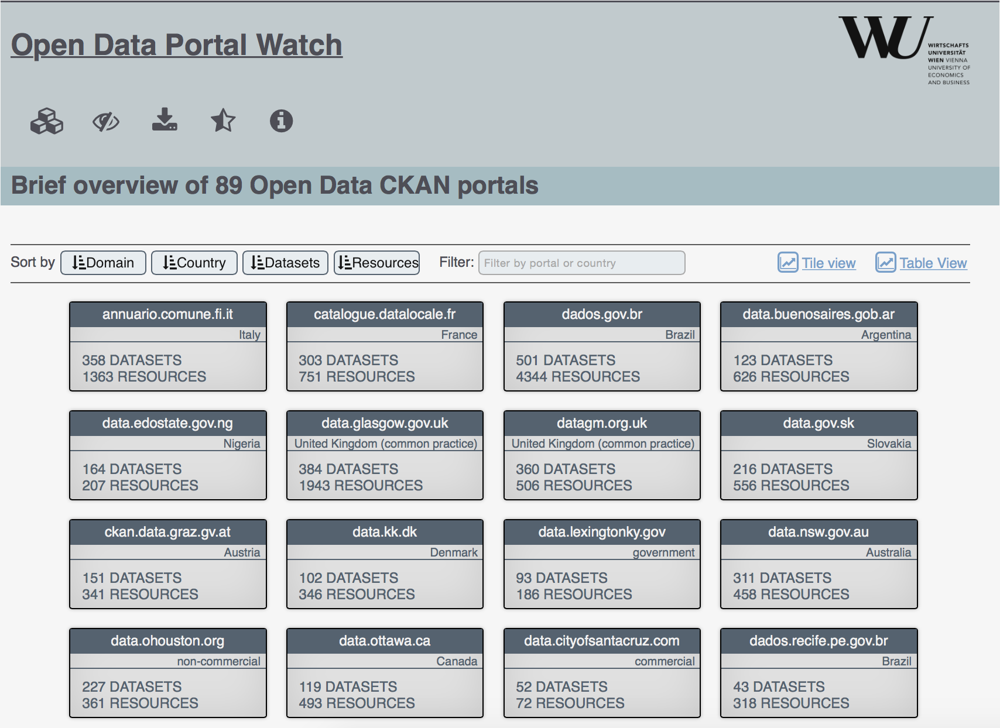 Open Data Portal Watch
WU
WIRTSCHAFTS
UNIVERSITÄT
WIEN VIENNA
UNIVERSITY OF
ECONOMICS
AND BUSINESS
Brief overview of 89 Open Data CKAN portals
Sort by Domain Country Datasets Resources Filter: Filter by portal or country Tile view Table View
annuario.comune.fi.it
Italy
358 DATASETS
1363 RESOURCES
catalogue.datalocale.fr
France
303 DATASETS
751 RESOURCES
dados.gov.br
Brazil
501 DATASETS
4344 RESOURCES
data.buenosaires.gob.ar
Argentina
123 DATASETS
626 RESOURCES
data.edostate.gov.ng
Nigeria
164 DATASETS
207 RESOURCES
data.glasgow.gov.uk
United Kingdom (common practice)
384 DATASETS
1943 RESOURCES
datagm.org.uk
United Kingdom (common practice)
360 DATASETS
506 RESOURCES
data.gov.sk
Slovakia
216 DATASETS
556 RESOURCES
ckan.data.graz.gv.at
Austria
151 DATASETS
341 RESOURCES
data.kk.dk
Denmark
102 DATASETS
346 RESOURCES
data.lexingtonky.gov
government
93 DATASETS
186 RESOURCES
data.nsw.gov.au
Australia
311 DATASETS
458 RESOURCES
data.ohouston.org
non-commercial
227 DATASETS
361 RESOURCES
data.ottawa.ca
Canada
119 DATASETS
493 RESOURCES
data.cityofsantacruz.com
commercial
52 DATASETS
72 RESOURCES
dados.recife.pe.gov.br
Brazil
43 DATASETS
318 RESOURCES